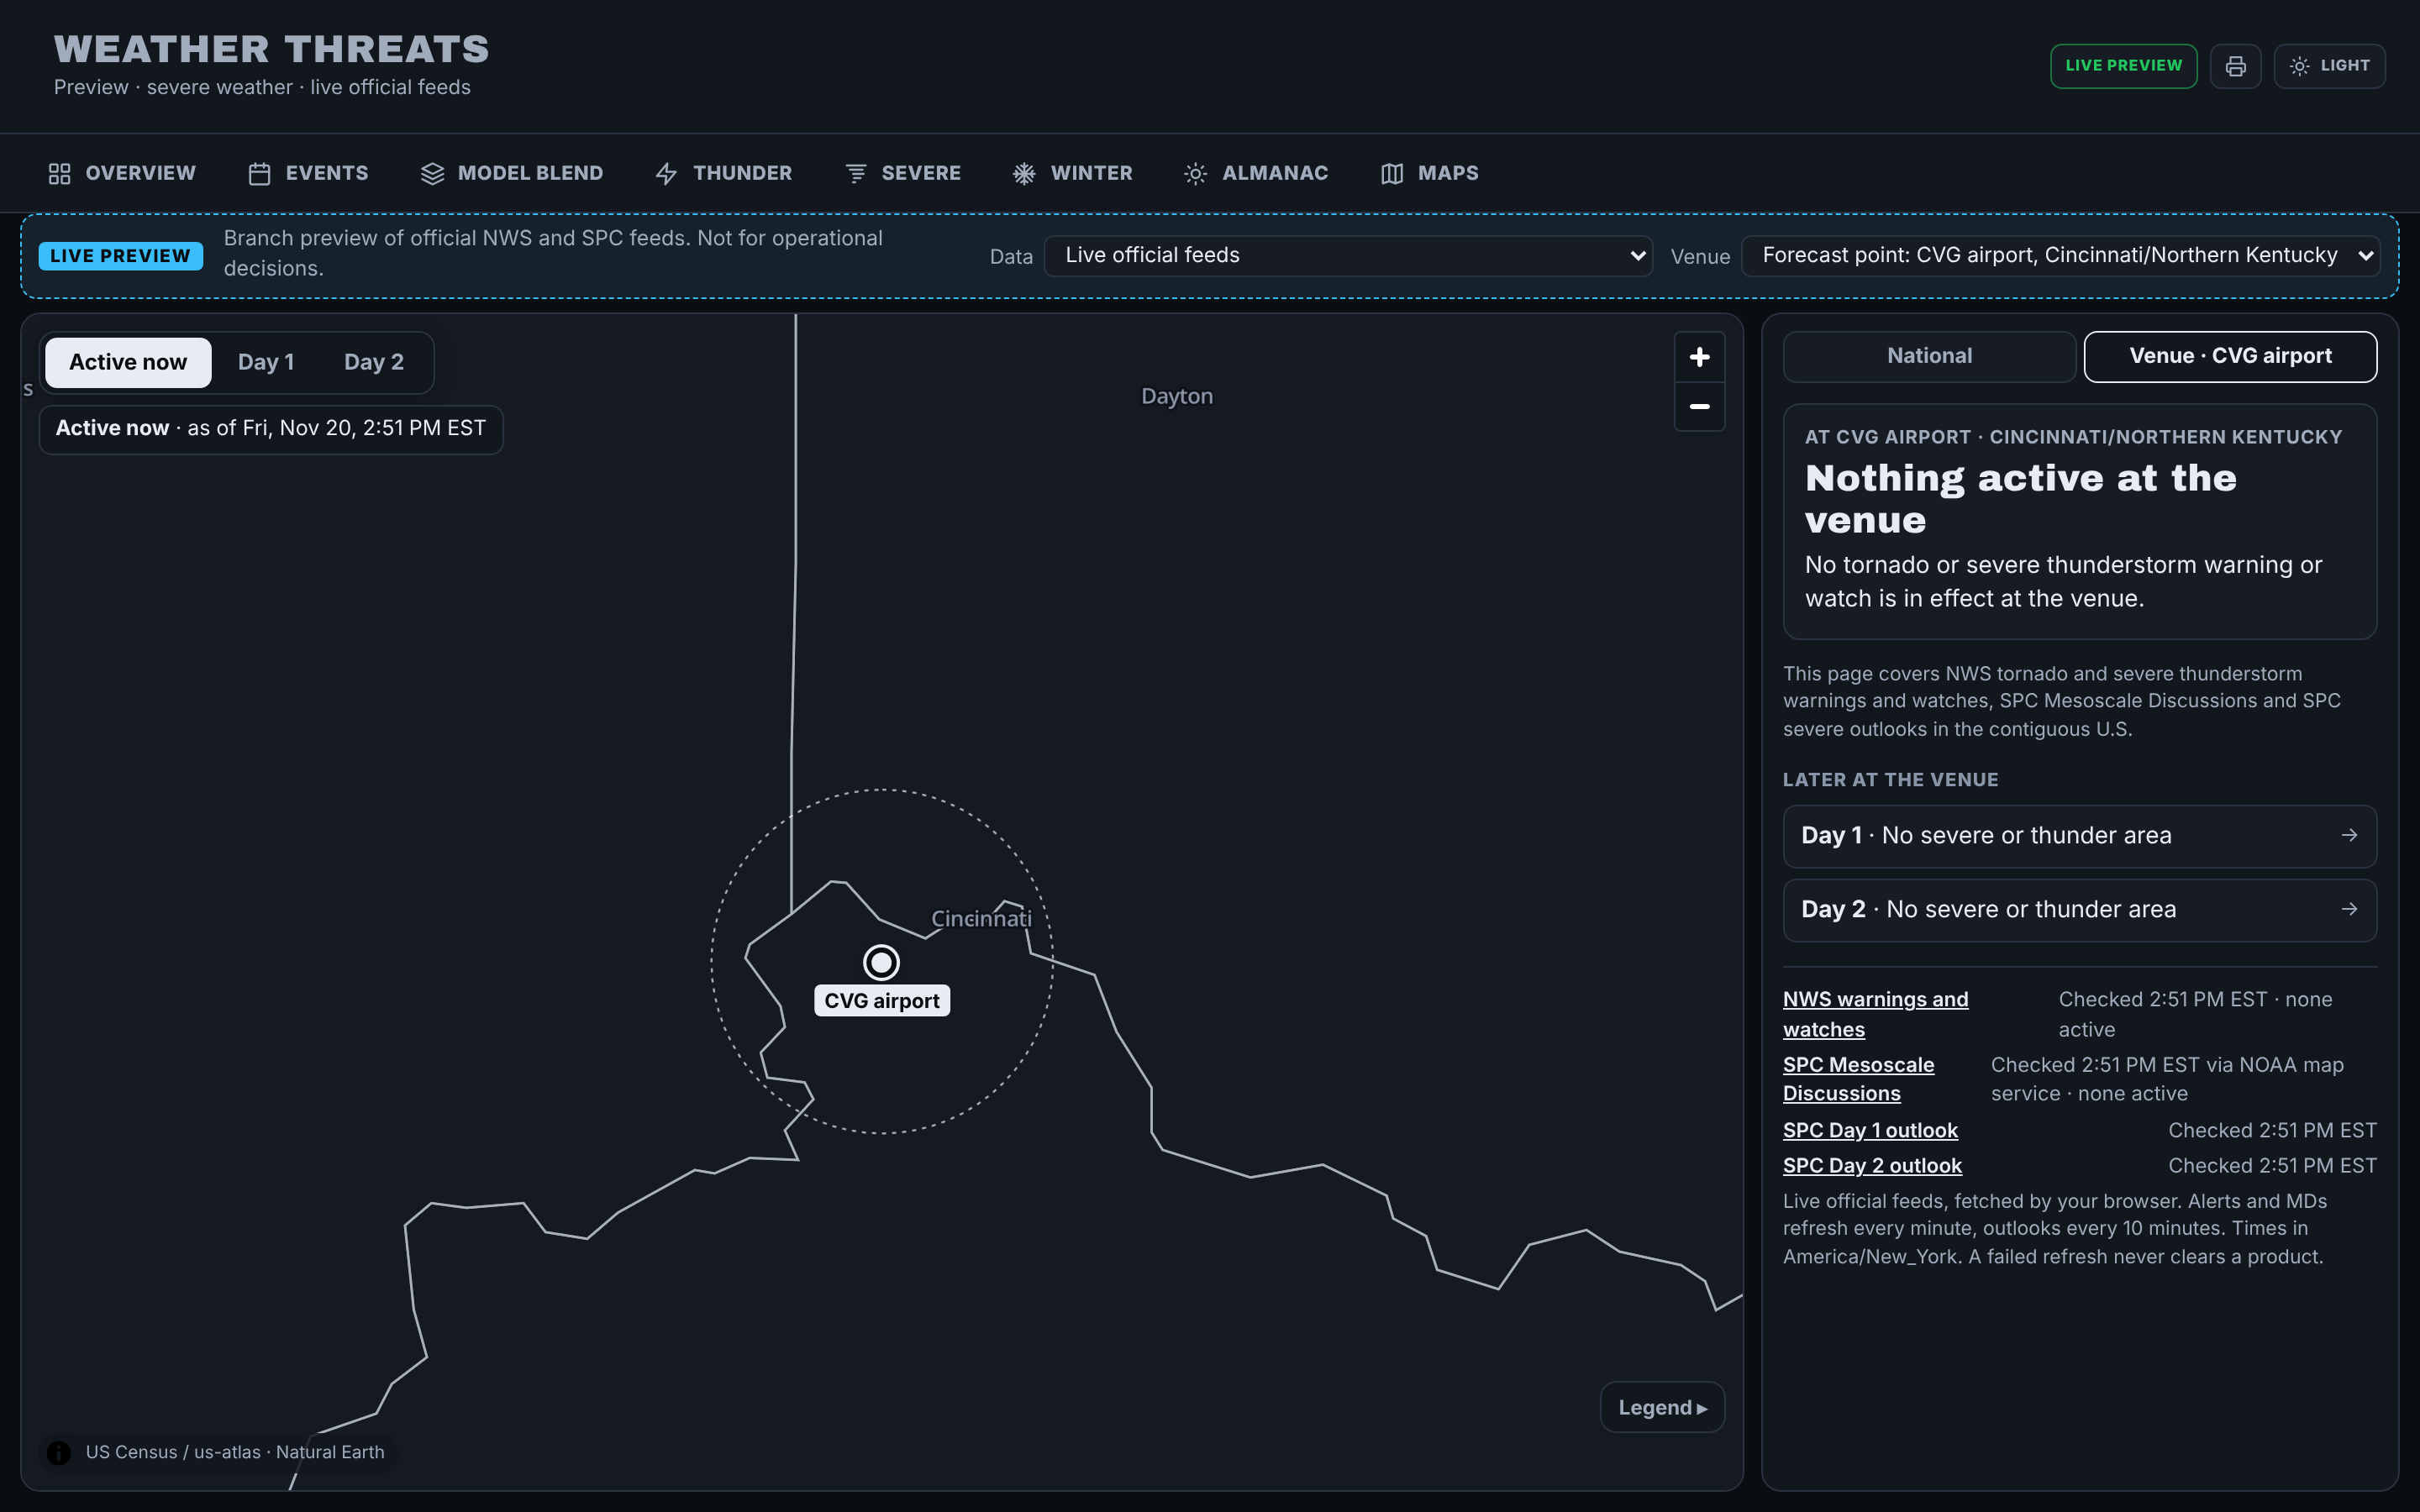 WEATHER THREATS
Preview · severe weather · live official feeds
LIVE PREVIEW
LIGHT
OVERVIEW
EVENTS
MODEL BLEND
THUNDER
SEVERE
WINTER
ALMANAC
MAPS
LIVE PREVIEW
Branch preview of official NWS and SPC feeds. Not for operational
decisions.
Data
Live official feeds
Venue
Forecast point: CVG airport, Cincinnati/Northern Kentucky
Active now
Day 1
Day 2
s
Active now · as of Fri, Nov 20, 2:51 PM EST
Dayton
+
−
Cincinnati
CVG airport
Legend ▸
US Census / us-atlas · Natural Earth
National
Venue · CVG airport
AT CVG AIRPORT · CINCINNATI/NORTHERN KENTUCKY
Nothing active at the
venue
No tornado or severe thunderstorm warning or
watch is in effect at the venue.
This page covers NWS tornado and severe thunderstorm
warnings and watches, SPC Mesoscale Discussions and SPC
severe outlooks in the contiguous U.S.
LATER AT THE VENUE
Day 1 · No severe or thunder area →
Day 2 · No severe or thunder area →
NWS warnings and
watches
Checked 2:51 PM EST · none
active
SPC Mesoscale
Discussions
Checked 2:51 PM EST via NOAA map
service · none active
SPC Day 1 outlook
Checked 2:51 PM EST
SPC Day 2 outlook
Checked 2:51 PM EST
Live official feeds, fetched by your browser. Alerts and MDs
refresh every minute, outlooks every 10 minutes. Times in
America/New_York. A failed refresh never clears a product.